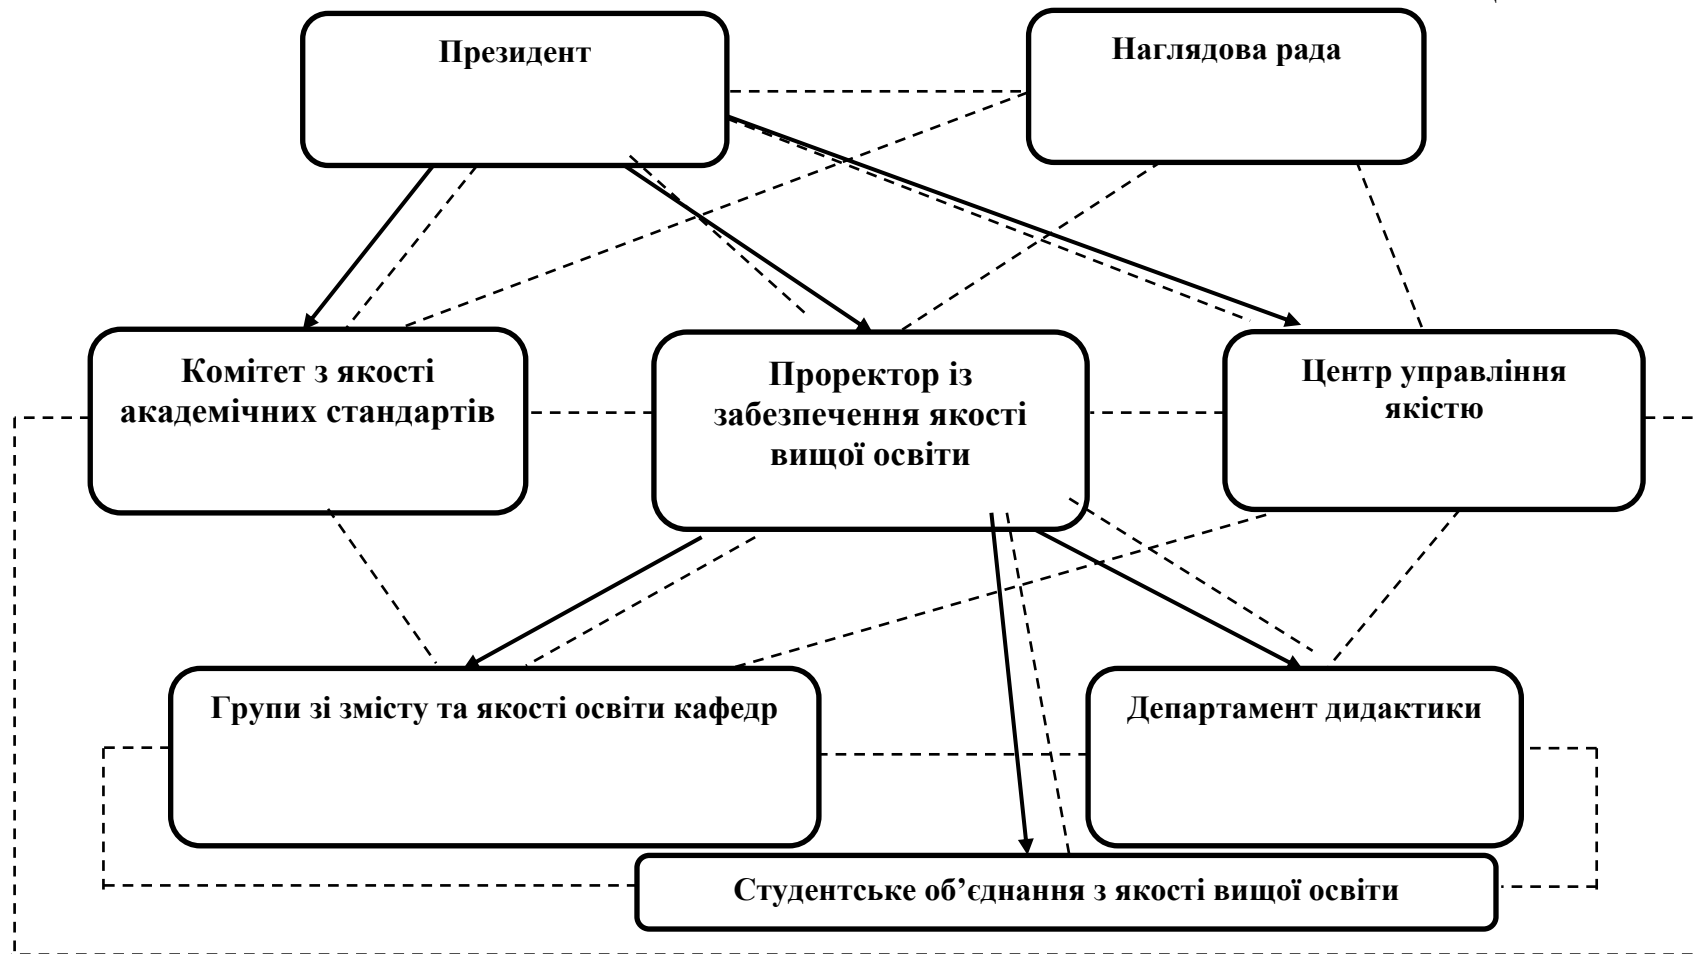 Президент
Наглядова рада
Комітет з якості
академічних стандартів
Проректор із
забезпечення якості
вищої освіти
Центр управління
якістю
Групи зі змісту та якості освіти кафедр
Департамент дидактики
Студентське об’єднання з якості вищої освіти